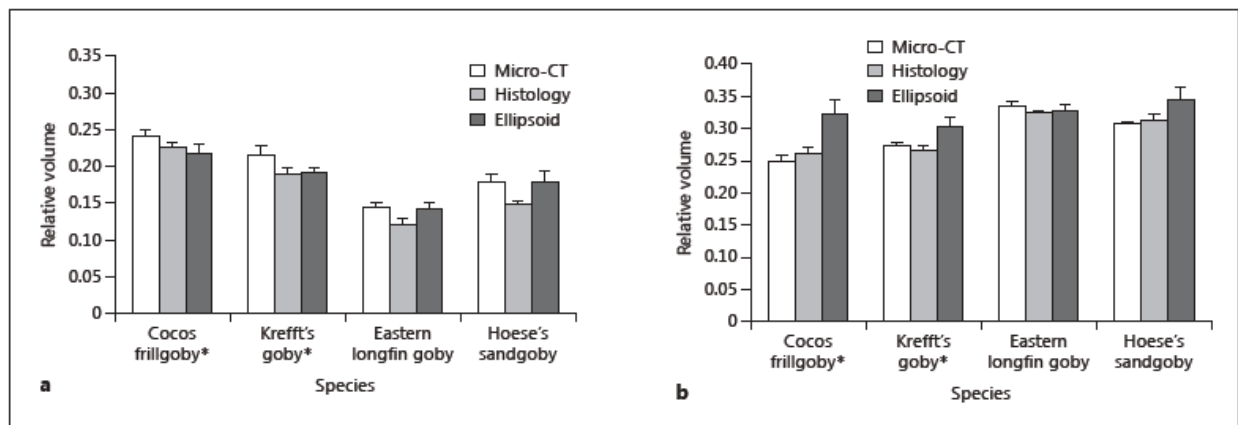 0.35
0.30
0.25
0.20
0.15
0.10
0.05
0
Relative volume
Micro-CT
Histology
Ellipsoid
Cocos
frillgoby*
Krefft's
goby*
Eastern
longfin goby
Hoese's
sandgoby
Species
a
0.40
0.35
0.30
0.25
0.20
0.15
0.10
0.05
0
Relative volume
Micro-CT
Histology
Ellipsoid
Cocos
frillgoby*
Krefft's
goby*
Eastern
longfin goby
Hoese's
sandgoby
Species
b